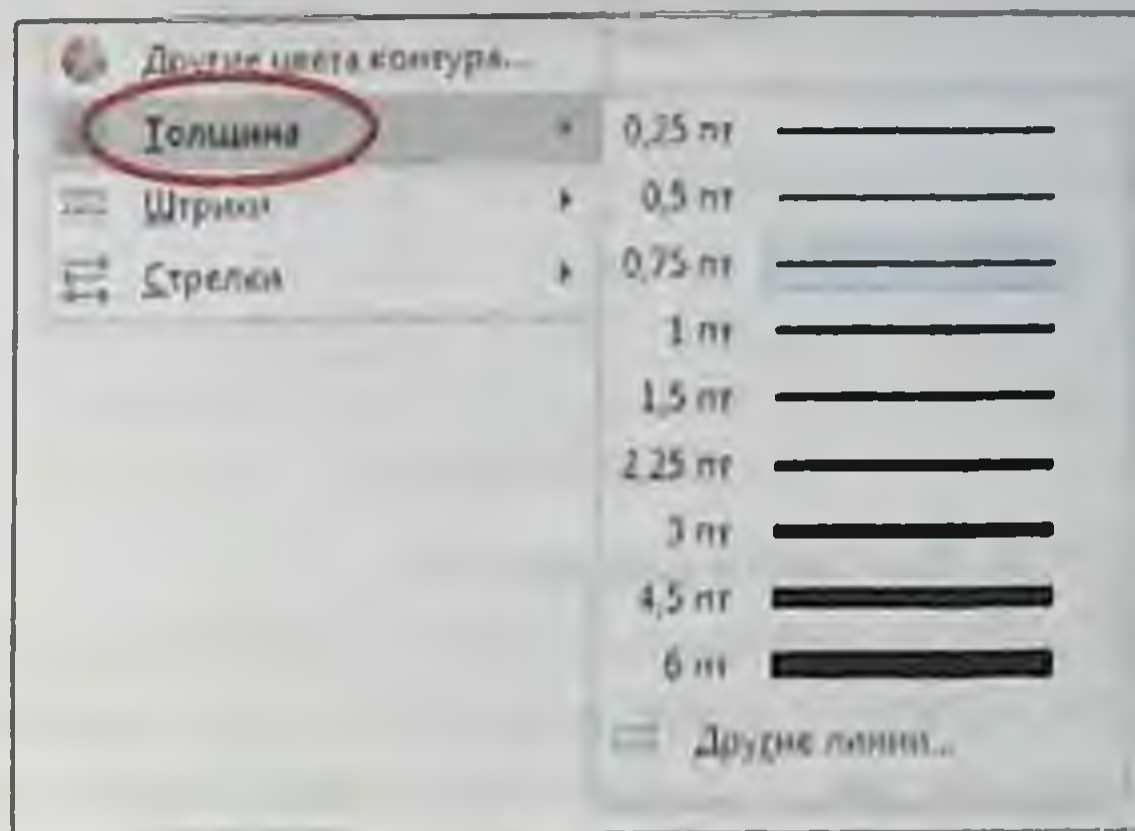 Другие цвета контура...
Толщина
Штрихи
Стрелки
0,25 пт
0,5 пт
0,75 пт
1 пт
1,5 пт
2,25 пт
3 пт
4,5 пт
6 пт
Другие линии...